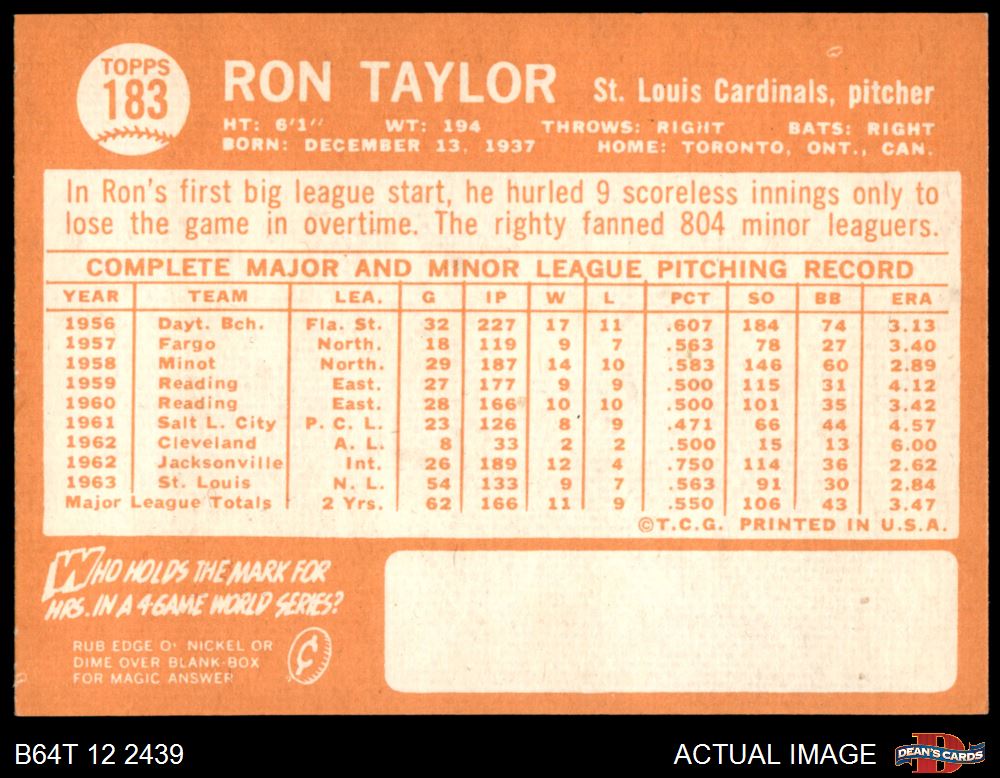 TOPPS
183
RON TAYLOR St. Louis Cardinals, pitcher
HT: 6'1" WT: 194 THROWS: RIGHT BATS: RIGHT
BORN: DECEMBER 13, 1937 HOME: TORONTO, ONT., CAN.
In Ron's first big league start, he hurled 9 scoreless innings only to
lose the game in overtime. The righty fanned 804 minor leaguers.
COMPLETE MAJOR AND MINOR LEAGUE PITCHING RECORD
YEAR TEAM LEA. G IP W L PCT SO BB ERA
1956 Dayt. Bch. Fla. St. 32 227 17 11 .607 184 74 3.13
1957 Fargo North. 18 119 9 7 .563 78 27 3.40
1958 Minot North. 29 187 14 10 .583 146 60 2.89
1959 Reading East. 27 177 9 9 .500 115 31 4.12
1960 Reading East. 28 166 10 10 .500 101 35 3.42
1961 Salt L. City P. C. L. 23 126 8 9 .471 66 44 4.57
1962 Cleveland A. L. 8 33 2 2 .500 15 13 6.00
1962 Jacksonville Int. 26 189 12 4 .750 114 36 2.62
1963 St. Louis N. L. 54 133 9 7 .563 91 30 2.84
Major League Totals 2 Yrs. 62 166 11 9 .550 106 43 3.47
©T.C.G. PRINTED IN U.S.A.
WHO HOLDS THE MARK FOR
HRS. IN A 4-GAME WORLD SERIES?
RUB EDGE O' NICKEL OR
DIME OVER BLANK-BOX
FOR MAGIC ANSWER
B64T 12 2439 ACTUAL IMAGE DEAN'S CARDS